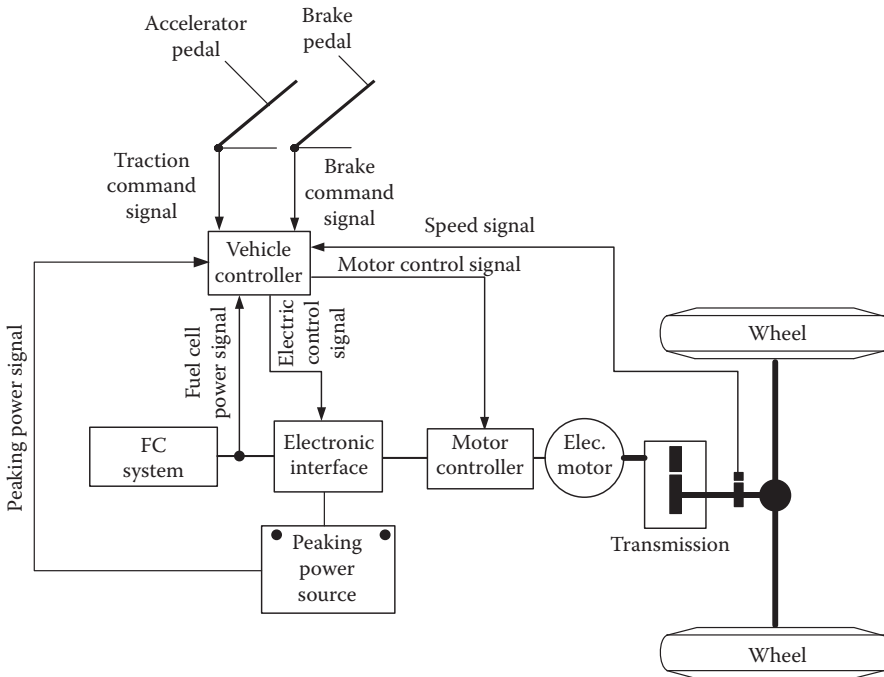 Accelerator
pedal
Brake
pedal
Traction
command
signal
Brake
command
signal
Speed signal
Vehicle
controller
Motor control signal
Peaking power signal
Fuel cell
power signal
Electric
control
signal
Wheel
FC
system
Electronic
interface
Motor
controller
Elec.
motor
Transmission
Peaking
power
source
Wheel